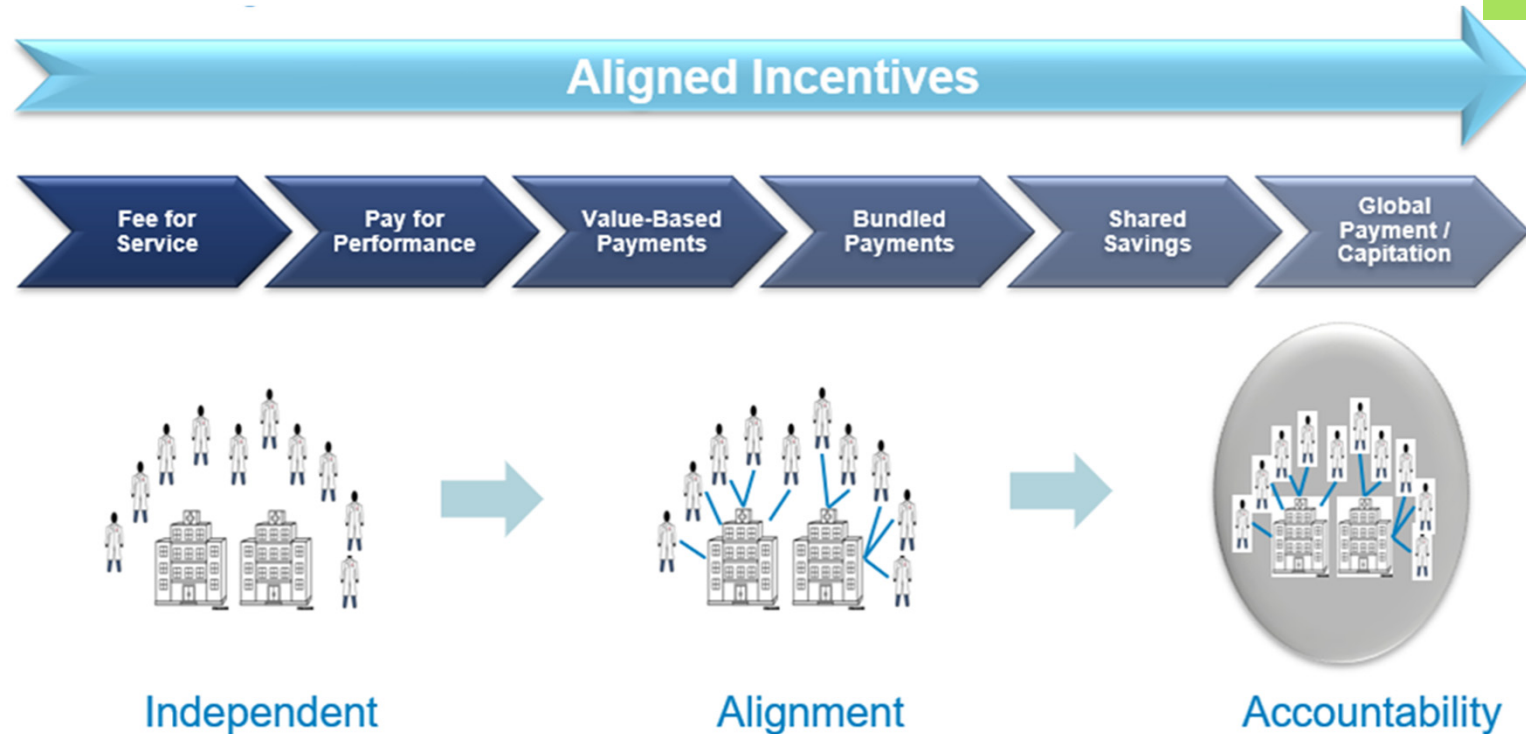 Aligned Incentives
Fee for
Service
Pay for
Performance
Value-Based
Payments
Bundled
Payments
Shared
Savings
Global
Payment /
Capitation
Independent
Alignment
Accountability